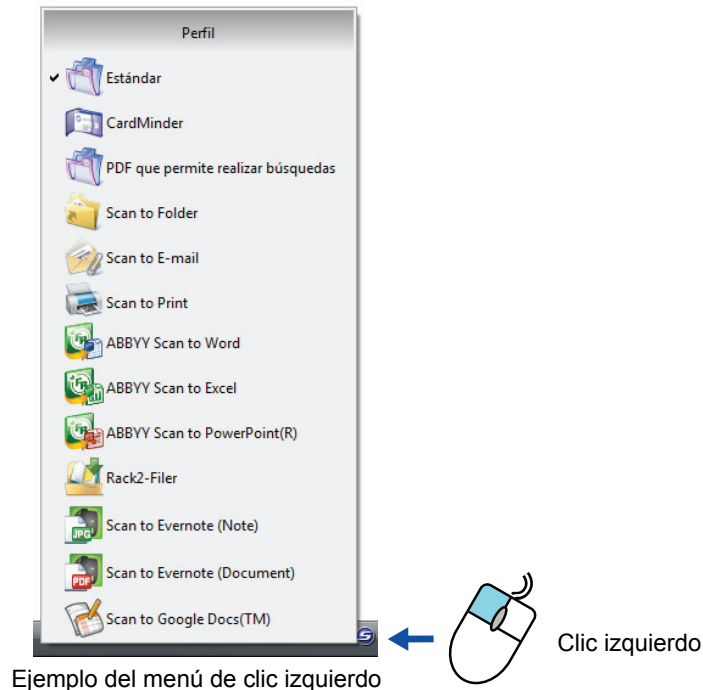 Perfil
Estándar
CardMinder
PDF que permite realizar búsquedas
Scan to Folder
Scan to E-mail
Scan to Print
ABBYY Scan to Word
ABBYY Scan to Excel
ABBYY Scan to PowerPoint(R)
Rack2-Filer
JPG
Scan to Evernote (Note)
PDF
Scan to Evernote (Document)
Scan to Google Docs(TM)
Clic izquierdo
Ejemplo del menú de clic izquierdo